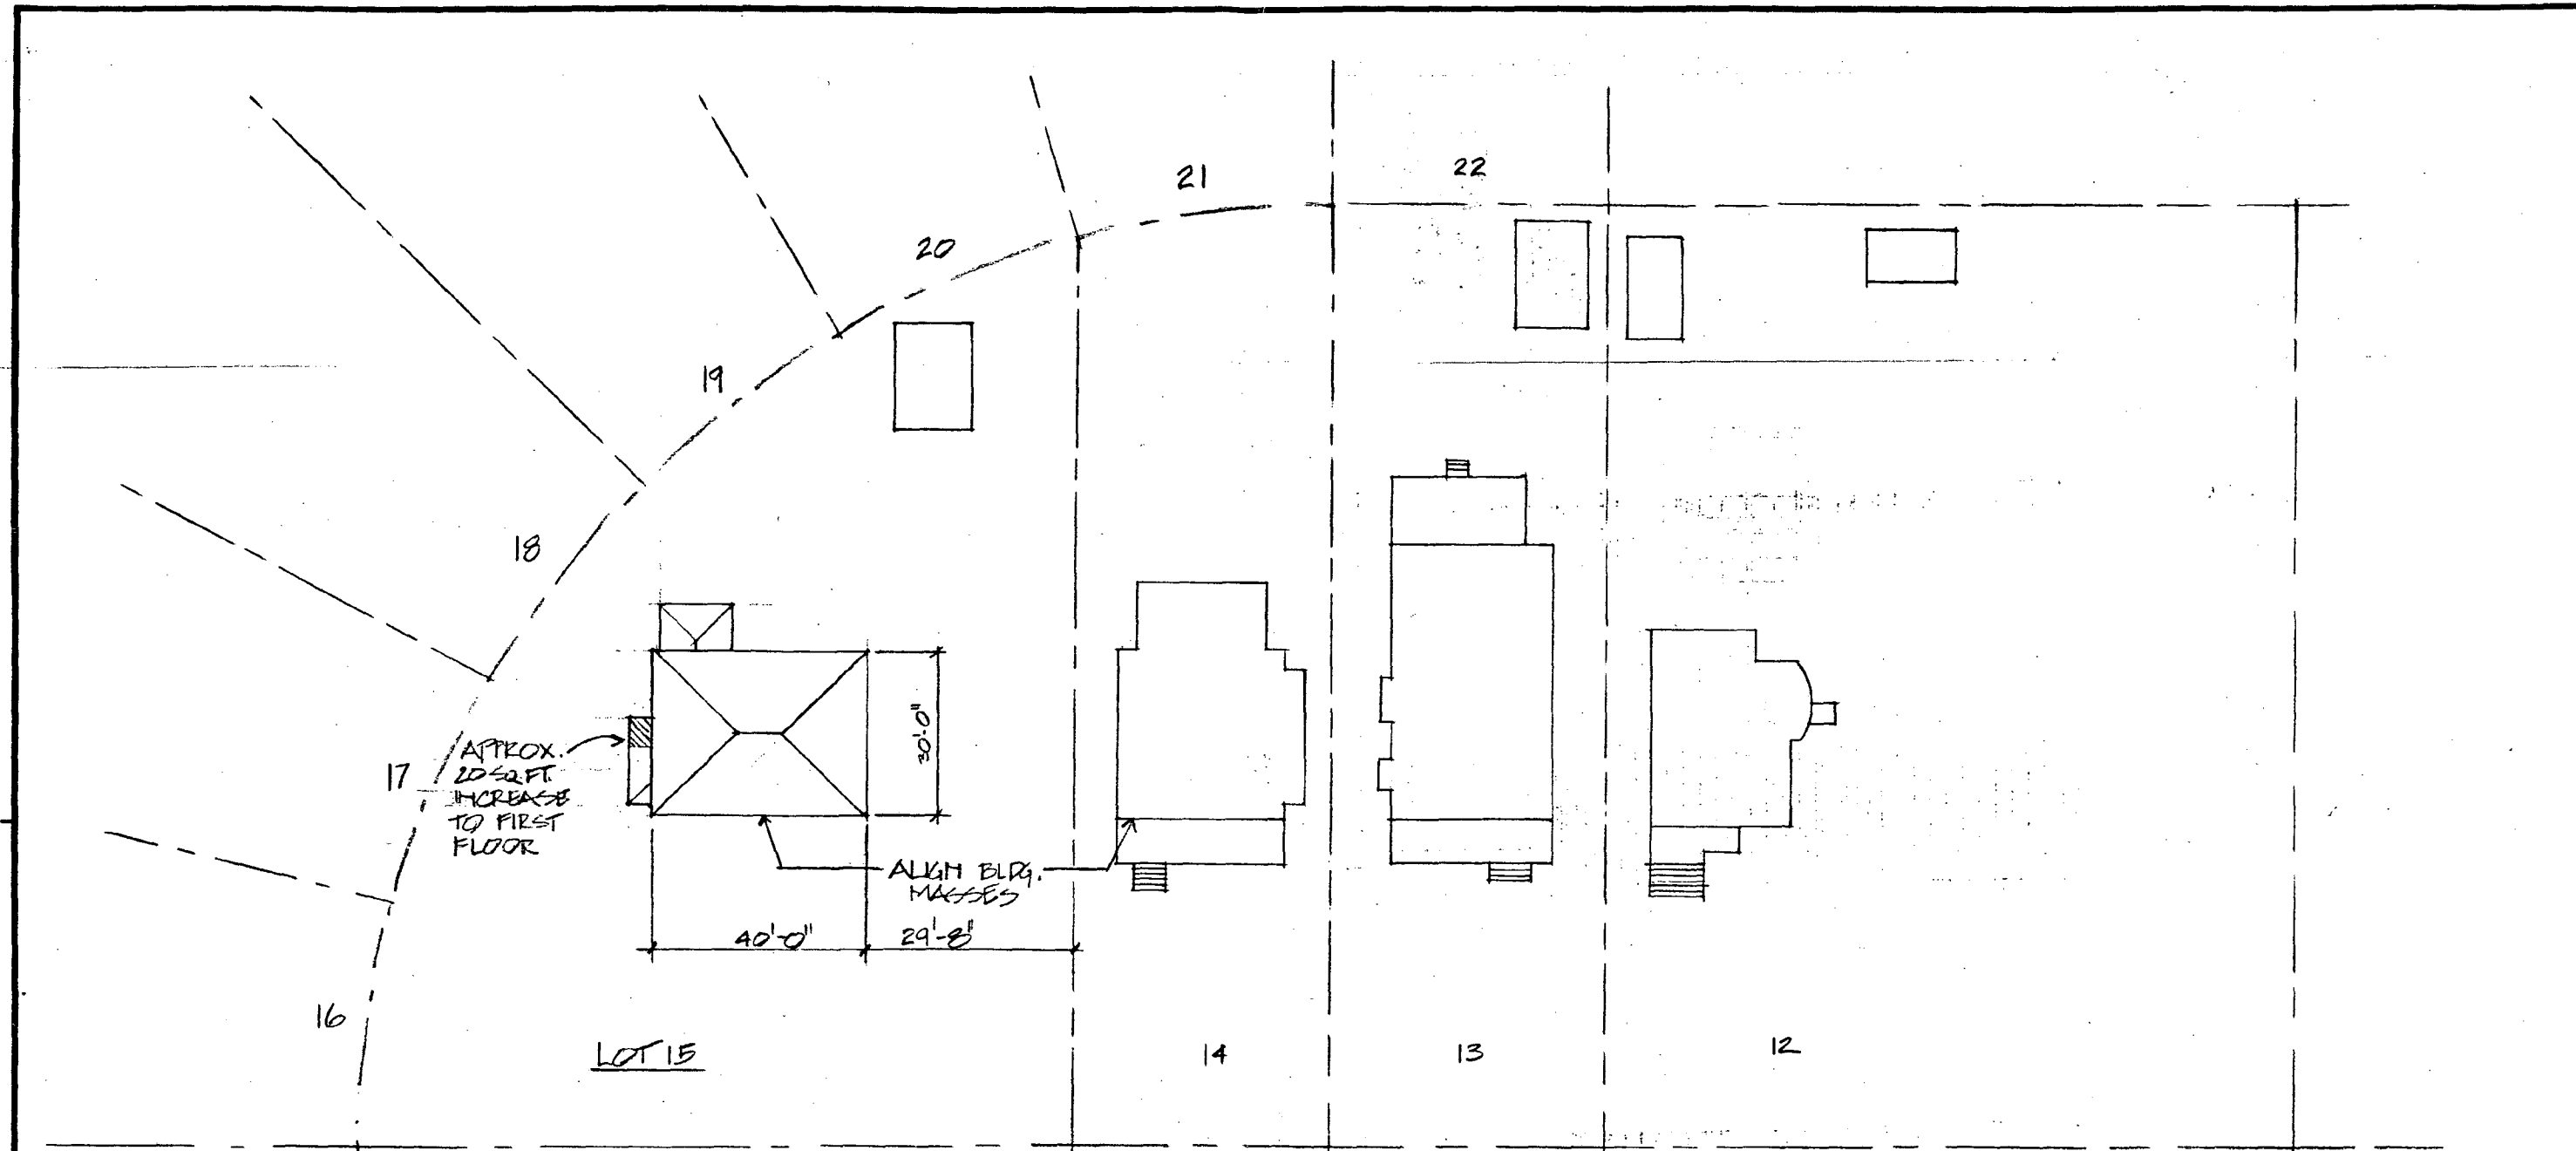 22
21
20
19
18
30'-0"
APPROX.
20 SQ. FT.
INCREASE
TO FIRST
FLOOR
17
ALIGN BLDG.
MASSES
40'-0"
29'-8"
16
LOT 15
14
13
12